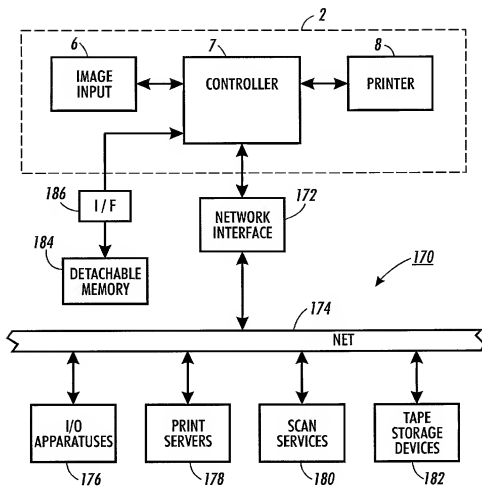 2
6
7
8
IMAGE
INPUT
CONTROLLER
PRINTER
186
I/F
172
NETWORK
INTERFACE
184
DETACHABLE
MEMORY
170
174
NET
I/O
APPARATUSES
PRINT
SERVERS
SCAN
SERVICES
TAPE
STORAGE
DEVICES
176
178
180
182